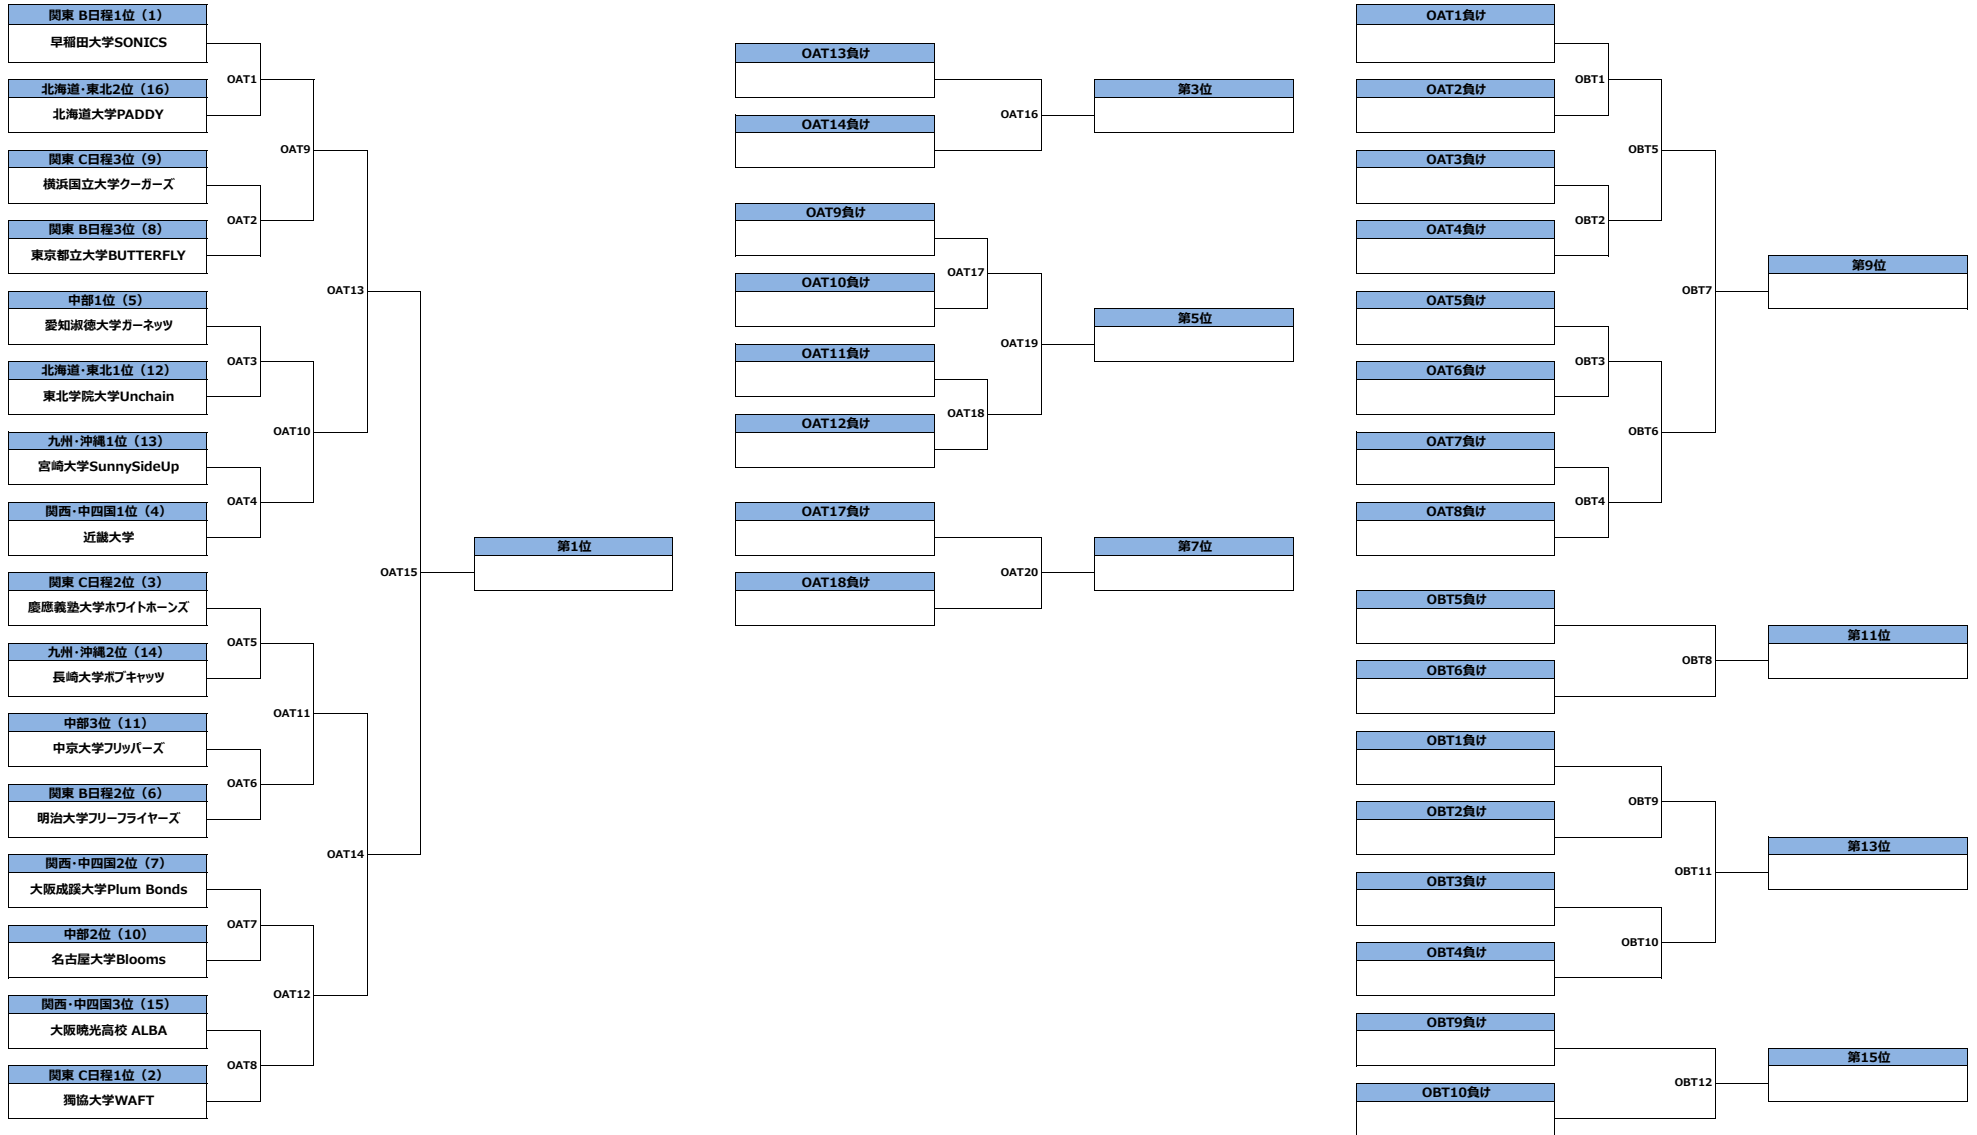 関東 B日程1位（1）
早稲田大学SONICS
OAT1
北海道・東北2位（16）
北海道大学PADDY
OAT9
関東 C日程3位（9）
横浜国立大学クーガーズ
OAT2
関東 B日程3位（8）
東京都立大学BUTTERFLY
OAT13
中部1位（5）
愛知淑徳大学ガーネッツ
OAT3
北海道・東北1位（12）
東北学院大学Unchain
OAT10
九州・沖縄1位（13）
宮崎大学SunnySideUp
OAT4
関西・中四国1位（4）
近畿大学
OAT15
第1位
関東 C日程2位（3）
慶應義塾大学ホワイトホーンズ
OAT5
九州・沖縄2位（14）
長崎大学ボブキャッツ
OAT11
中部3位（11）
中京大学フリッパーズ
OAT6
関東 B日程2位（6）
明治大学フリーフライヤーズ
OAT14
関西・中四国2位（7）
大阪成蹊大学Plum Bonds
OAT7
中部2位（10）
名古屋大学Blooms
OAT12
関西・中四国3位（15）
大阪暁光高校 ALBA
OAT8
関東 C日程1位（2）
獨協大学WAFT
OAT13負け
OAT16
第3位
OAT14負け
OAT9負け
OAT17
OAT10負け
OAT19
第5位
OAT11負け
OAT18
OAT12負け
OAT17負け
OAT20
第7位
OAT18負け
OAT1負け
OBT1
OAT2負け
OBT5
OAT3負け
OBT2
OAT4負け
OBT7
第9位
OAT5負け
OBT3
OAT6負け
OBT6
OAT7負け
OBT4
OAT8負け
OBT5負け
OBT8
第11位
OBT6負け
OBT1負け
OBT9
OBT2負け
OBT11
第13位
OBT3負け
OBT10
OBT4負け
OBT9負け
OBT12
第15位
OBT10負け